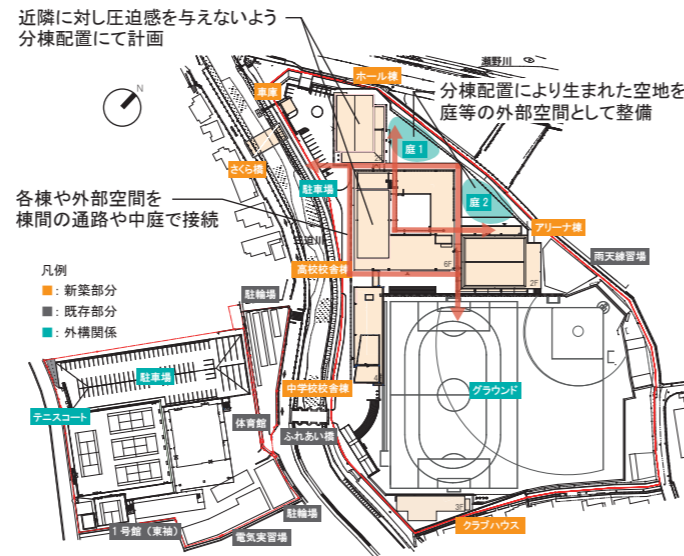 近隣に対し圧迫感を与えないよう
分棟配置にて計画
瀬野川
ホール棟
車庫
N
分棟配置により生まれた空地を
庭等の外部空間として整備
庭1
さくら橋
駐車場
庭2
各棟や外部空間を
棟間の通路や中庭で接続
アリーナ棟
雨天練習場
凡例
■：新築部分
■：既存部分
■：外構関係
高校校舎棟
6F
2F
駐輪場
駐車場
中学校校舎棟
グラウンド
テニスコート
体育館
ふれあい橋
駐輪場
1号館（東袖）
電気実習場
3F
クラブハウス